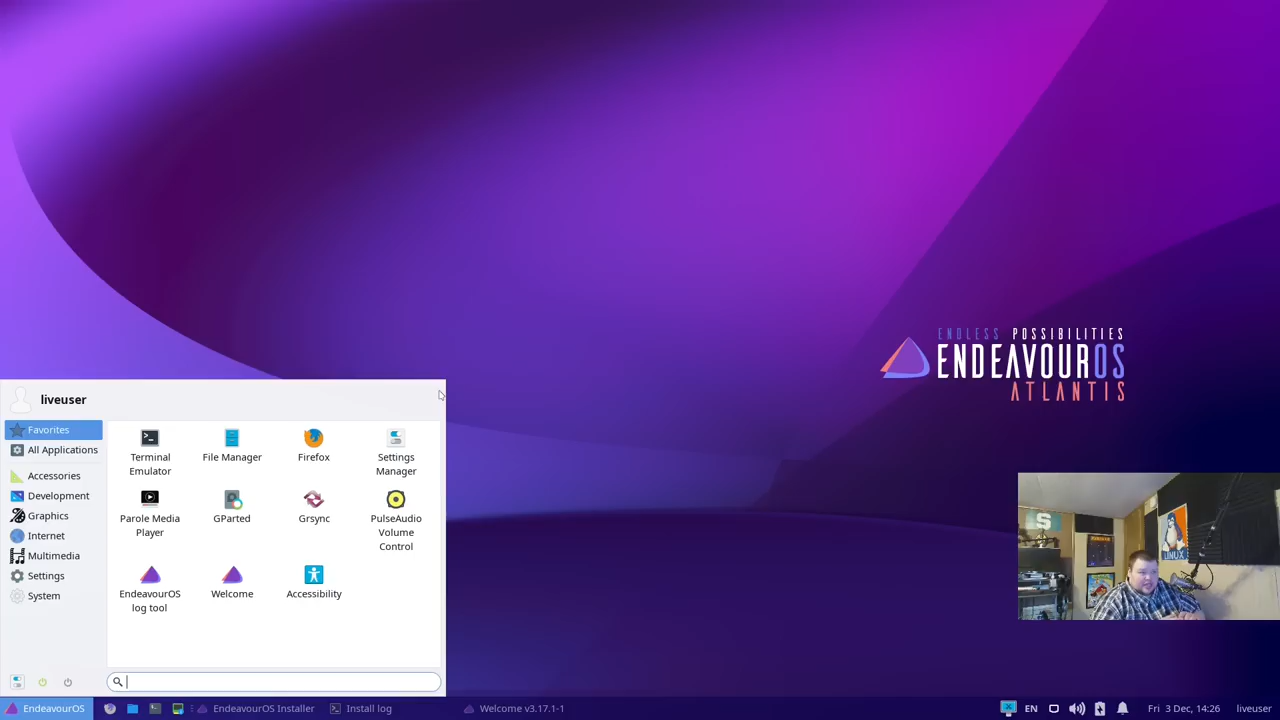 ENDLESS POSSIBILITIES
ENDEAVOUROS
ATLANTIS
liveuser
Favorites
All Applications
Accessories
Development
Graphics
Internet
Multimedia
Settings
System
Terminal
Emulator
File Manager
Firefox
Settings
Manager
Parole Media
Player
GParted
Grsync
PulseAudio
Volume
Control
EndeavourOS
log tool
Welcome
Accessibility
S
LINUX
EndeavourOS
EndeavourOS Installer
Install log
Welcome v3.17.1-1
EN
Fri 3 Dec, 14:26
liveuser